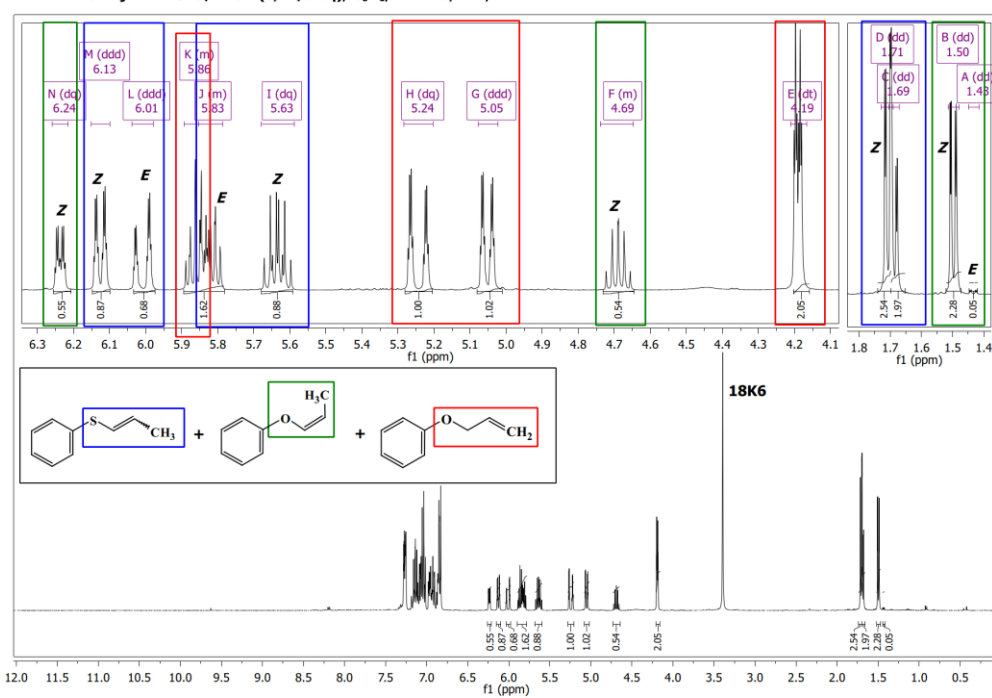 D (dd) B (dd)
1.71 1.50
M (ddd) K (m)
6.13 5.86
N (dq) L (ddd) J (m) I (dq) H (dq) G (ddd) F (m) E (dt) C (dd) A (dd)
6.24 6.01 5.83 5.63 5.24 5.05 4.69 4.19 1.69 1.43
Z Z E E Z Z Z Z E
0.55 0.87 0.68 1.62 0.88 1.00 1.02 0.54 2.05 2.54 1.97 2.28 0.05
6.3 6.2 6.1 6.0 5.9 5.8 5.7 5.6 5.5 5.4 5.3 5.2 5.1 5.0 4.9 4.8 4.7 4.6 4.5 4.4 4.3 4.2 4.1 1.8 1.7 1.6 1.5 1.4
f1 (ppm) f1 (ppm)
18K6
H₃C
S CH₃ + O + O CH₂
0.55 0.87 0.68 1.62 0.88 1.00 1.02 0.54 2.05 2.54 1.97 2.28 0.05
12.0 11.5 11.0 10.5 10.0 9.5 9.0 8.5 8.0 7.5 7.0 6.5 6.0 5.5 5.0 4.5 4.0 3.5 3.0 2.5 2.0 1.5 1.0 0.5
f1 (ppm)